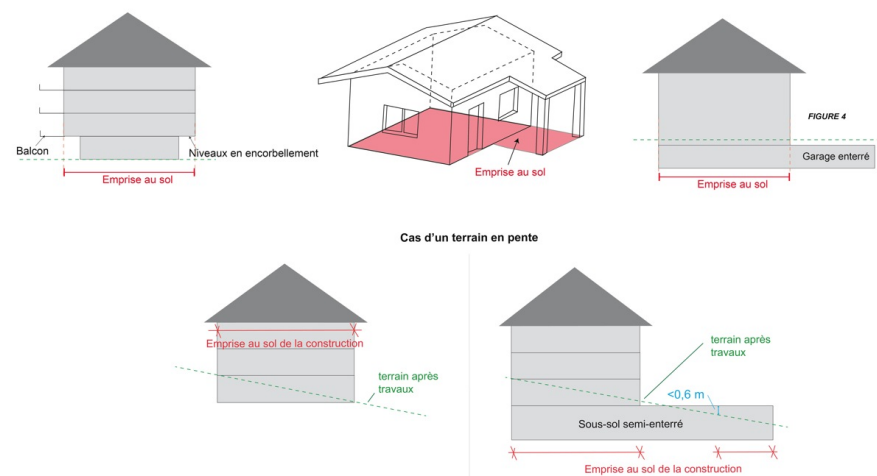 FIGURE 4
Balcon
Niveaux en encorbellement
Garage enterré
Emprise au sol
Emprise au sol
Emprise au sol
Cas d'un terrain en pente
Emprise au sol de la construction
terrain après
travaux
terrain après
travaux
<0,6 m
Sous-sol semi-enterré
Emprise au sol de la construction